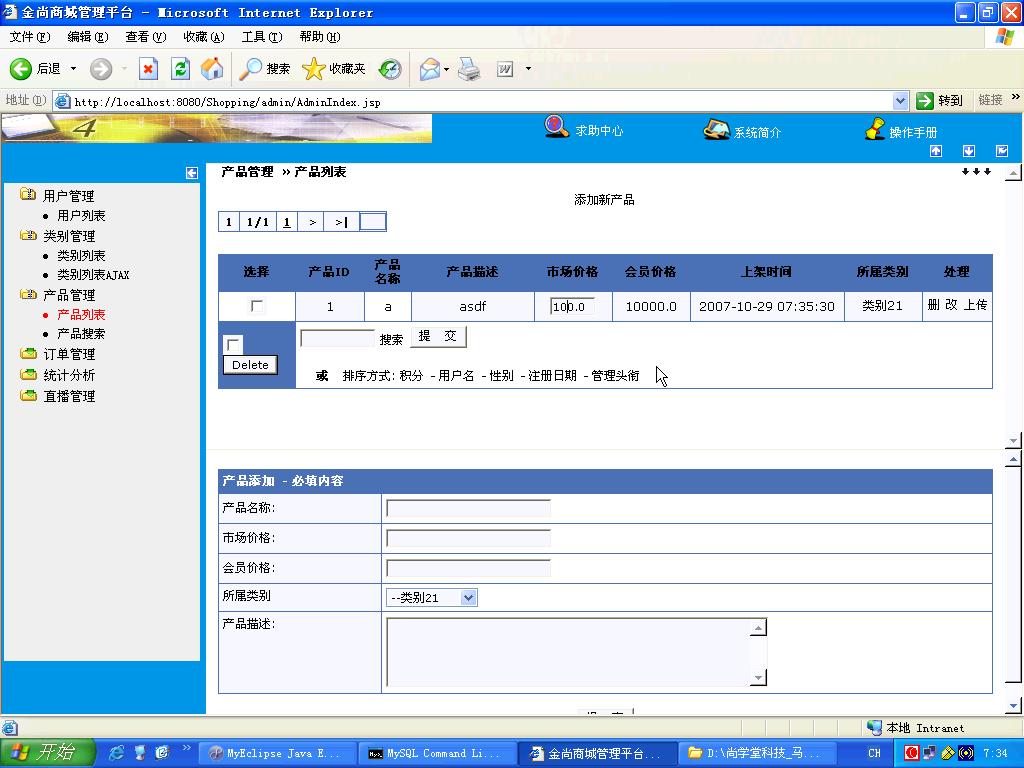 金尚商城管理平台 - Microsoft Internet Explorer
文件(F) 编辑(E) 查看(V) 收藏(A) 工具(T) 帮助(H)
后退 搜索 收藏夹
地址(D) http://localhost:8080/Shopping/admin/AdminIndex.jsp 转到 链接 »
4 求助中心 系统简介 操作手册
用户管理
用户列表
类别管理
类别列表
类别列表AJAX
产品管理
产品列表
产品搜索
订单管理
统计分析
直播管理
产品管理 » 产品列表
添加新产品
1 1/1 1 > >|
选择 产品ID 产品名称 产品描述 市场价格 会员价格 上架时间 所属类别 处理
1 a asdf 100.0 10000.0 2007-10-29 07:35:30 类别21 删 改 上传
搜索 提 交
Delete
或 排序方式: 积分 - 用户名 - 性别 - 注册日期 - 管理头衔
产品添加 - 必填内容
产品名称:
市场价格:
会员价格:
所属类别 --类别21
产品描述:
本地 Intranet
开始 » MyEclipse Java E... MySQL Command Li... 金尚商城管理平台... D:\尚学堂科技_马... CH 7:34